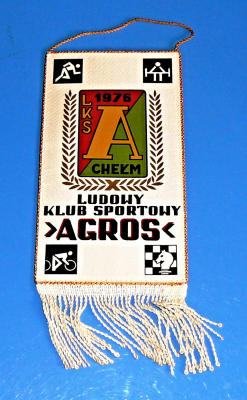 1976
LKS
A
CHEŁM
LUDOWY
KLUB SPORTOWY
>AGROS<